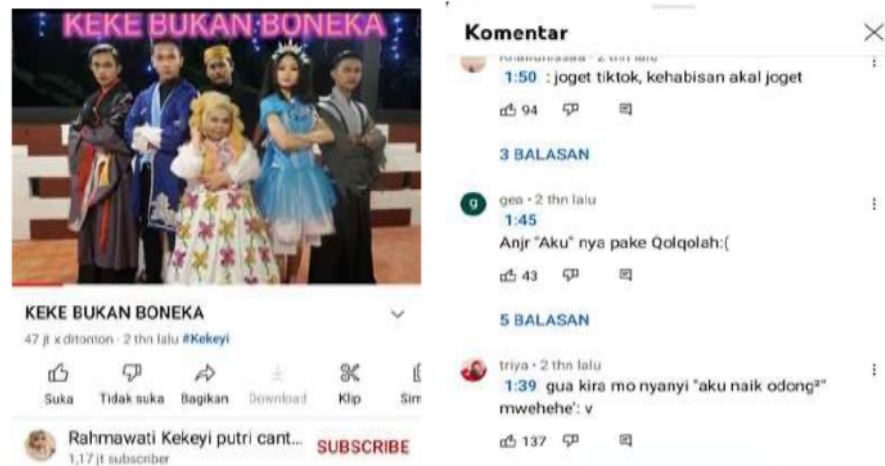 KEKE BUKAN BONEKA
KEKE BUKAN BONEKA
47 jt x ditonton · 2 thn lalu #Kekeyi
Suka
Tidak suka
Bagikan
Download
Klip
Sim
Rahmawati Kekeyi putri cant...
SUBSCRIBE
1,17 jt subscriber
Komentar
1:50 : joget tiktok, kehabisan akal joget
94
3 BALASAN
g
gea · 2 thn lalu
1:45
Anjr "Aku" nya pake Qolqolah:(
43
5 BALASAN
triya · 2 thn lalu
1:39 gua kira mo nyanyi "aku naik odong²"
mwehehe': v
137